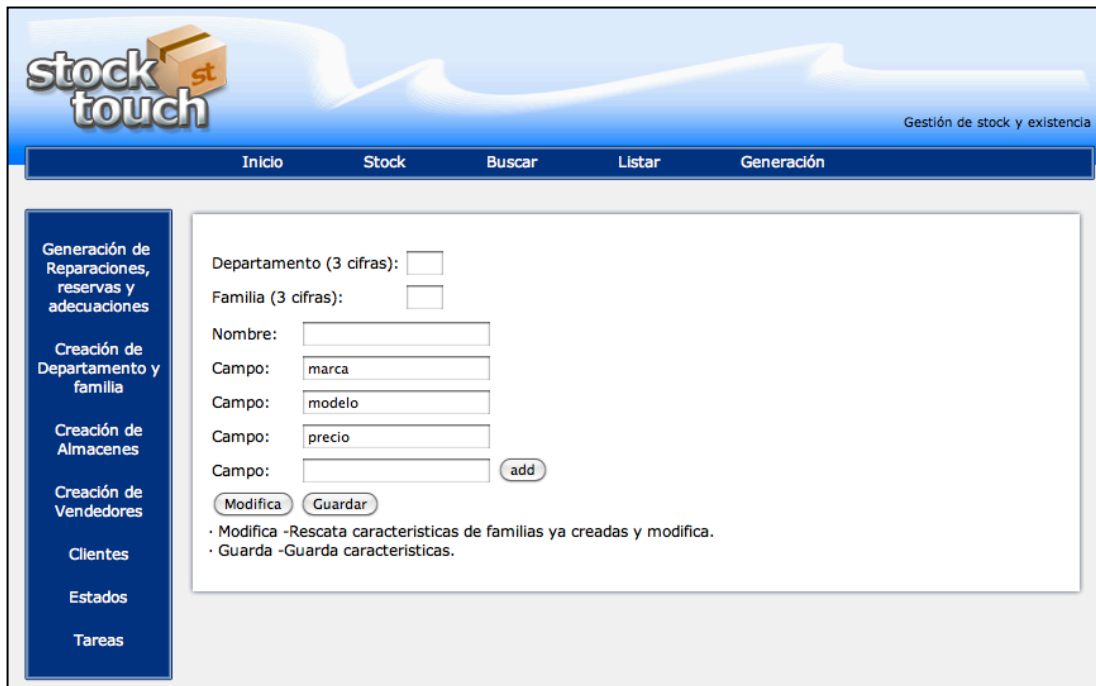 stock
st
touch
Gestión de stock y existencia
Inicio Stock Buscar Listar Generación
Generación de
Reparaciones,
reservas y
adecuaciones
Creación de
Departamento y
familia
Creación de
Almacenes
Creación de
Vendedores
Clientes
Estados
Tareas
Departamento (3 cifras):
Familia (3 cifras):
Nombre:
Campo: marca
Campo: modelo
Campo: precio
Campo: add
Modifica Guardar
· Modifica -Rescata caracteristicas de familias ya creadas y modifica.
· Guarda -Guarda caracteristicas.